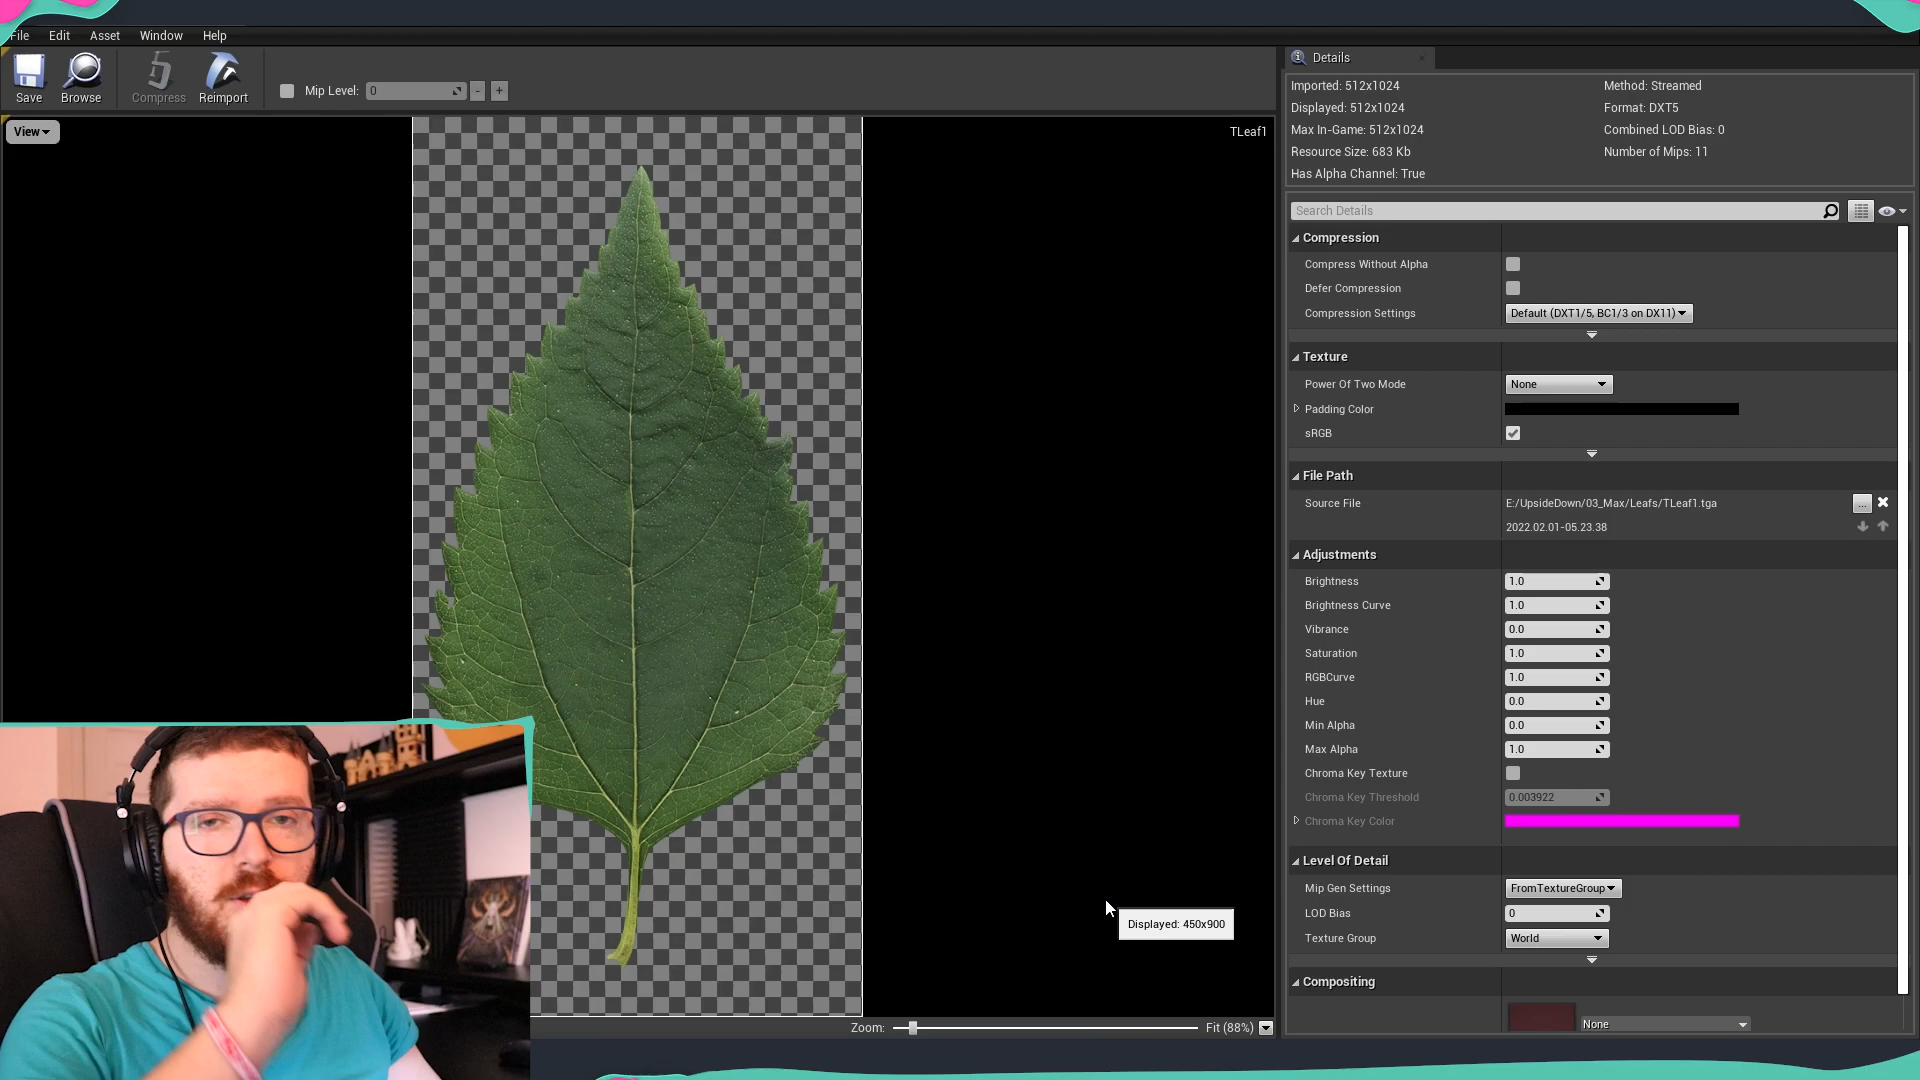 File Edit Asset Window Help
Save Browse Compress Reimport Mip Level: 0 - +
View
TLeaf1
Displayed: 450x900
Zoom: Fit (88%)
Details
Imported: 512x1024 Method: Streamed
Displayed: 512x1024 Format: DXT5
Max In-Game: 512x1024 Combined LOD Bias: 0
Resource Size: 683 Kb Number of Mips: 11
Has Alpha Channel: True
Search Details
Compression
Compress Without Alpha
Defer Compression
Compression Settings Default (DXT1/5, BC1/3 on DX11)
Texture
Power Of Two Mode None
Padding Color
sRGB
File Path
Source File E:/UpsideDown/03_Max/Leafs/TLeaf1.tga ...
2022.02.01-05.23.38
Adjustments
Brightness 1.0
Brightness Curve 1.0
Vibrance 0.0
Saturation 1.0
RGBCurve 1.0
Hue 0.0
Min Alpha 0.0
Max Alpha 1.0
Chroma Key Texture
Chroma Key Threshold 0.003922
Chroma Key Color
Level Of Detail
Mip Gen Settings FromTextureGroup
LOD Bias 0
Texture Group World
Compositing
None